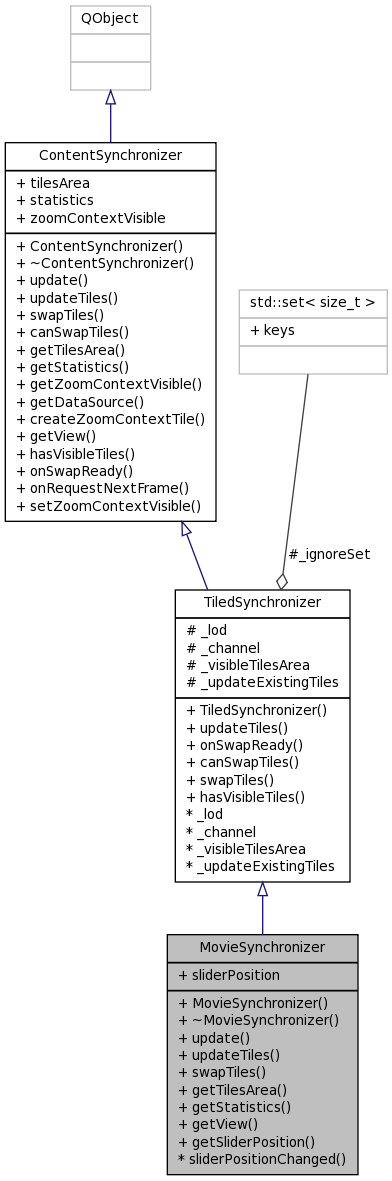 QObject
ContentSynchronizer
+ tilesArea
+ statistics
+ zoomContextVisible
+ ContentSynchronizer()
+ ~ContentSynchronizer()
+ update()
+ updateTiles()
+ swapTiles()
+ canSwapTiles()
+ getTilesArea()
+ getStatistics()
+ getZoomContextVisible()
+ getDataSource()
+ createZoomContextTile()
+ getView()
+ hasVisibleTiles()
+ onSwapReady()
+ onRequestNextFrame()
+ setZoomContextVisible()
std::set< size_t >
+ keys
#_ignoreSet
TiledSynchronizer
# _lod
# _channel
# _visibleTilesArea
# _updateExistingTiles
+ TiledSynchronizer()
+ updateTiles()
+ onSwapReady()
+ canSwapTiles()
+ swapTiles()
+ hasVisibleTiles()
* _lod
* _channel
* _visibleTilesArea
* _updateExistingTiles
MovieSynchronizer
+ sliderPosition
+ MovieSynchronizer()
+ ~MovieSynchronizer()
+ update()
+ updateTiles()
+ swapTiles()
+ getTilesArea()
+ getStatistics()
+ getView()
+ getSliderPosition()
* sliderPositionChanged()